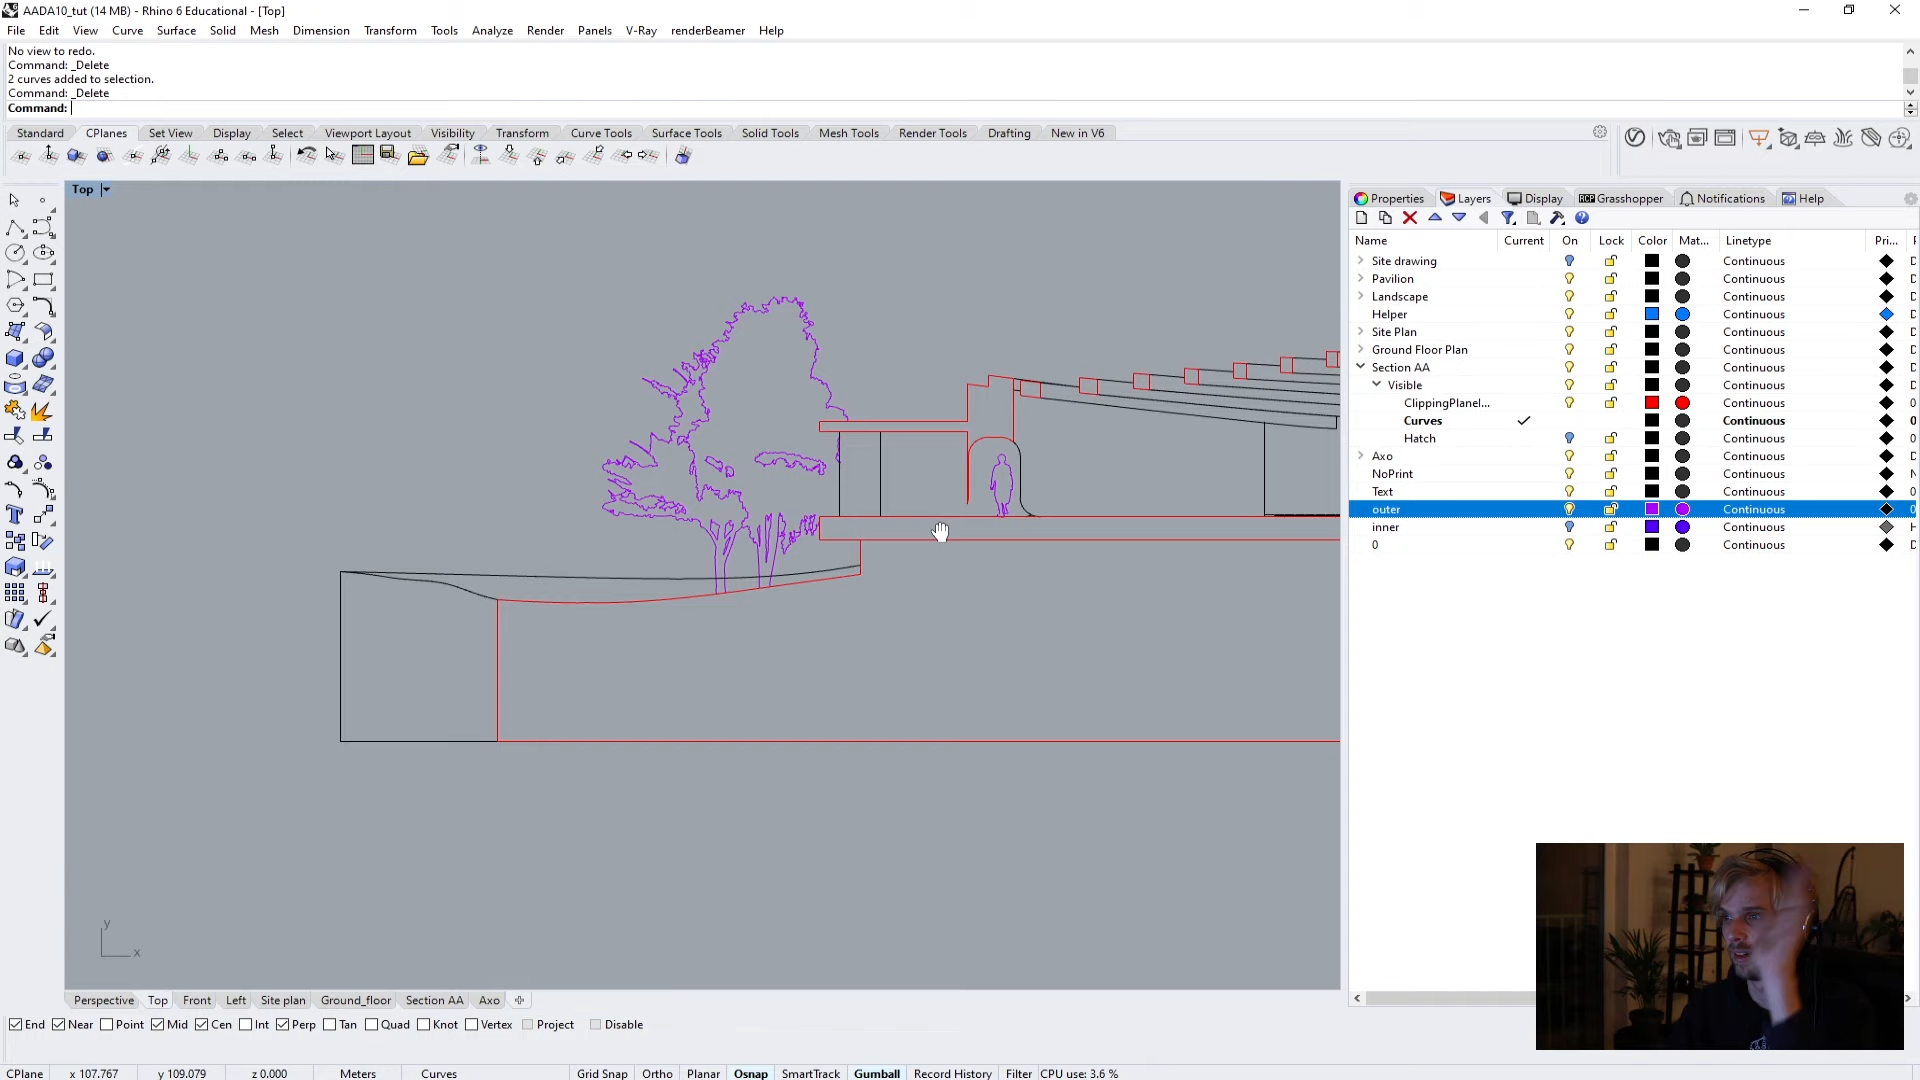 AADA10_tut (14 MB) - Rhino 6 Educational - [Top]
File Edit View Curve Surface Solid Mesh Dimension Transform Tools Analyze Render Panels V-Ray renderBeamer Help
No view to redo.
Command: _Delete
2 curves added to selection.
Command: _Delete
Command:
Standard CPlanes Set View Display Select Viewport Layout Visibility Transform Curve Tools Surface Tools Solid Tools Mesh Tools Render Tools Drafting New in V6
Top
Properties Layers Display Grasshopper Notifications Help
Name Current On Lock Color Mat... Linetype Pri... P
Site drawing Continuous D
Pavilion Continuous D
Landscape Continuous D
Helper Continuous D
Site Plan Continuous D
Ground Floor Plan Continuous D
Section AA Continuous D
Visible Continuous D
ClippingPlanel... Continuous 0
Curves Continuous 0
Hatch Continuous 0
Axo Continuous D
NoPrint Continuous N
Text Continuous 0
outer Continuous 0
inner Continuous H
0 Continuous D
y
x
Perspective Top Front Left Site plan Ground_floor Section AA Axo
End Near Point Mid Cen Int Perp Tan Quad Knot Vertex Project Disable
CPlane x 107.767 y 109.079 z 0.000 Meters Curves Grid Snap Ortho Planar Osnap SmartTrack Gumball Record History Filter CPU use: 3.6 %